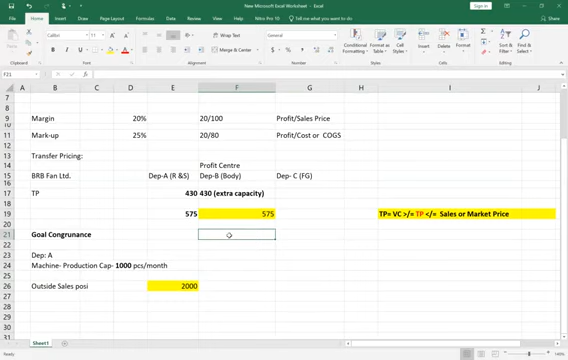 New Microsoft Excel Worksheet - Excel
Sign in
File Home Insert Draw Page Layout Formulas Data Review View Help Nitro Pro 10 Tell me what you want to do
Calibri 11 Wrap Text General
Paste Merge & Center Conditional Formatting Format as Table Cell Styles Insert Delete Format Sort & Filter Find & Select
Clipboard Font Alignment Number Styles Cells Editing
F21
A B C D E F G H I J
7
8
9 Margin 20% 20/100 Profit/Sales Price
10
11 Mark-up 25% 20/80 Profit/Cost or COGS
12
13 Transfer Pricing:
14 Profit Centre
15 BRB Fan Ltd. Dep-A (R &S) Dep-B (Body) Dep- C (FG)
16
17 TP 430 430 (extra capacity)
18
19 575 575 TP= VC >/= TP </= Sales or Market Price
20
21 Goal Congrunance
22
23 Dep: A
24 Machine- Production Cap- 1000 pcs/month
25
26 Outside Sales posi 2000
27
28
29
30
31
Sheet1